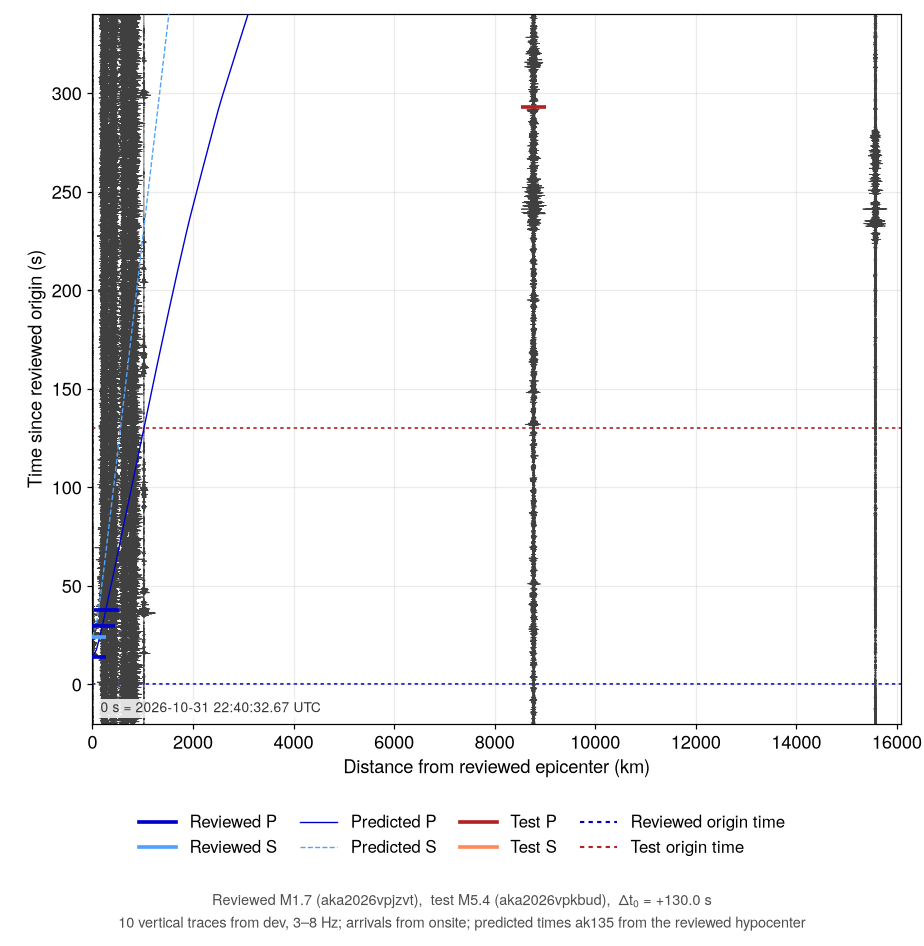 300
250
200
150
100
50
0
Time since reviewed origin (s)
0 s = 2026-10-31 22:40:32.67 UTC
0 2000 4000 6000 8000 10000 12000 14000 16000
Distance from reviewed epicenter (km)
Reviewed P Predicted P Test P Reviewed origin time
Reviewed S Predicted S Test S Test origin time
Reviewed M1.7 (aka2026vpjzvt), test M5.4 (aka2026vpkbud), Δt₀ = +130.0 s
10 vertical traces from dev, 3–8 Hz; arrivals from onsite; predicted times ak135 from the reviewed hypocenter